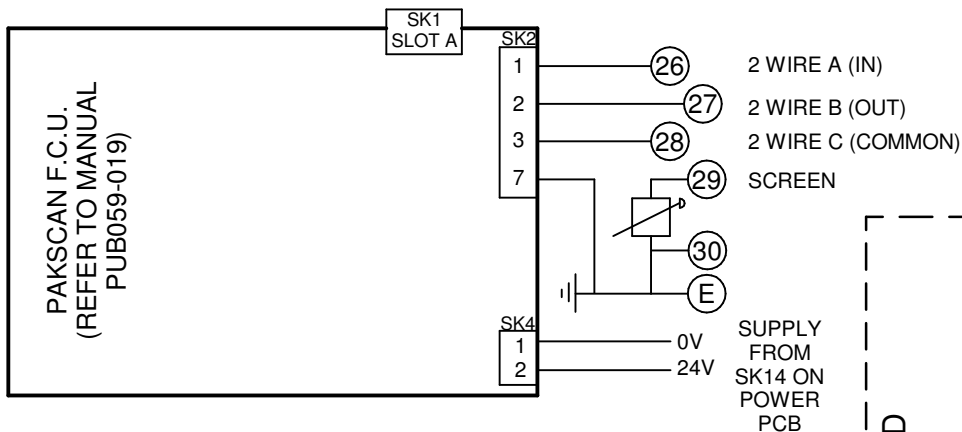 SK1
SLOT A
PAKSCAN F.C.U.
(REFER TO MANUAL
PUB059-019)
SK2
1
26
2 WIRE A (IN)
2
27
2 WIRE B (OUT)
3
28
2 WIRE C (COMMON)
7
29
SCREEN
30
E
SK4
1
0V
2
24V
SUPPLY
FROM
SK14 ON
POWER
PCB
D